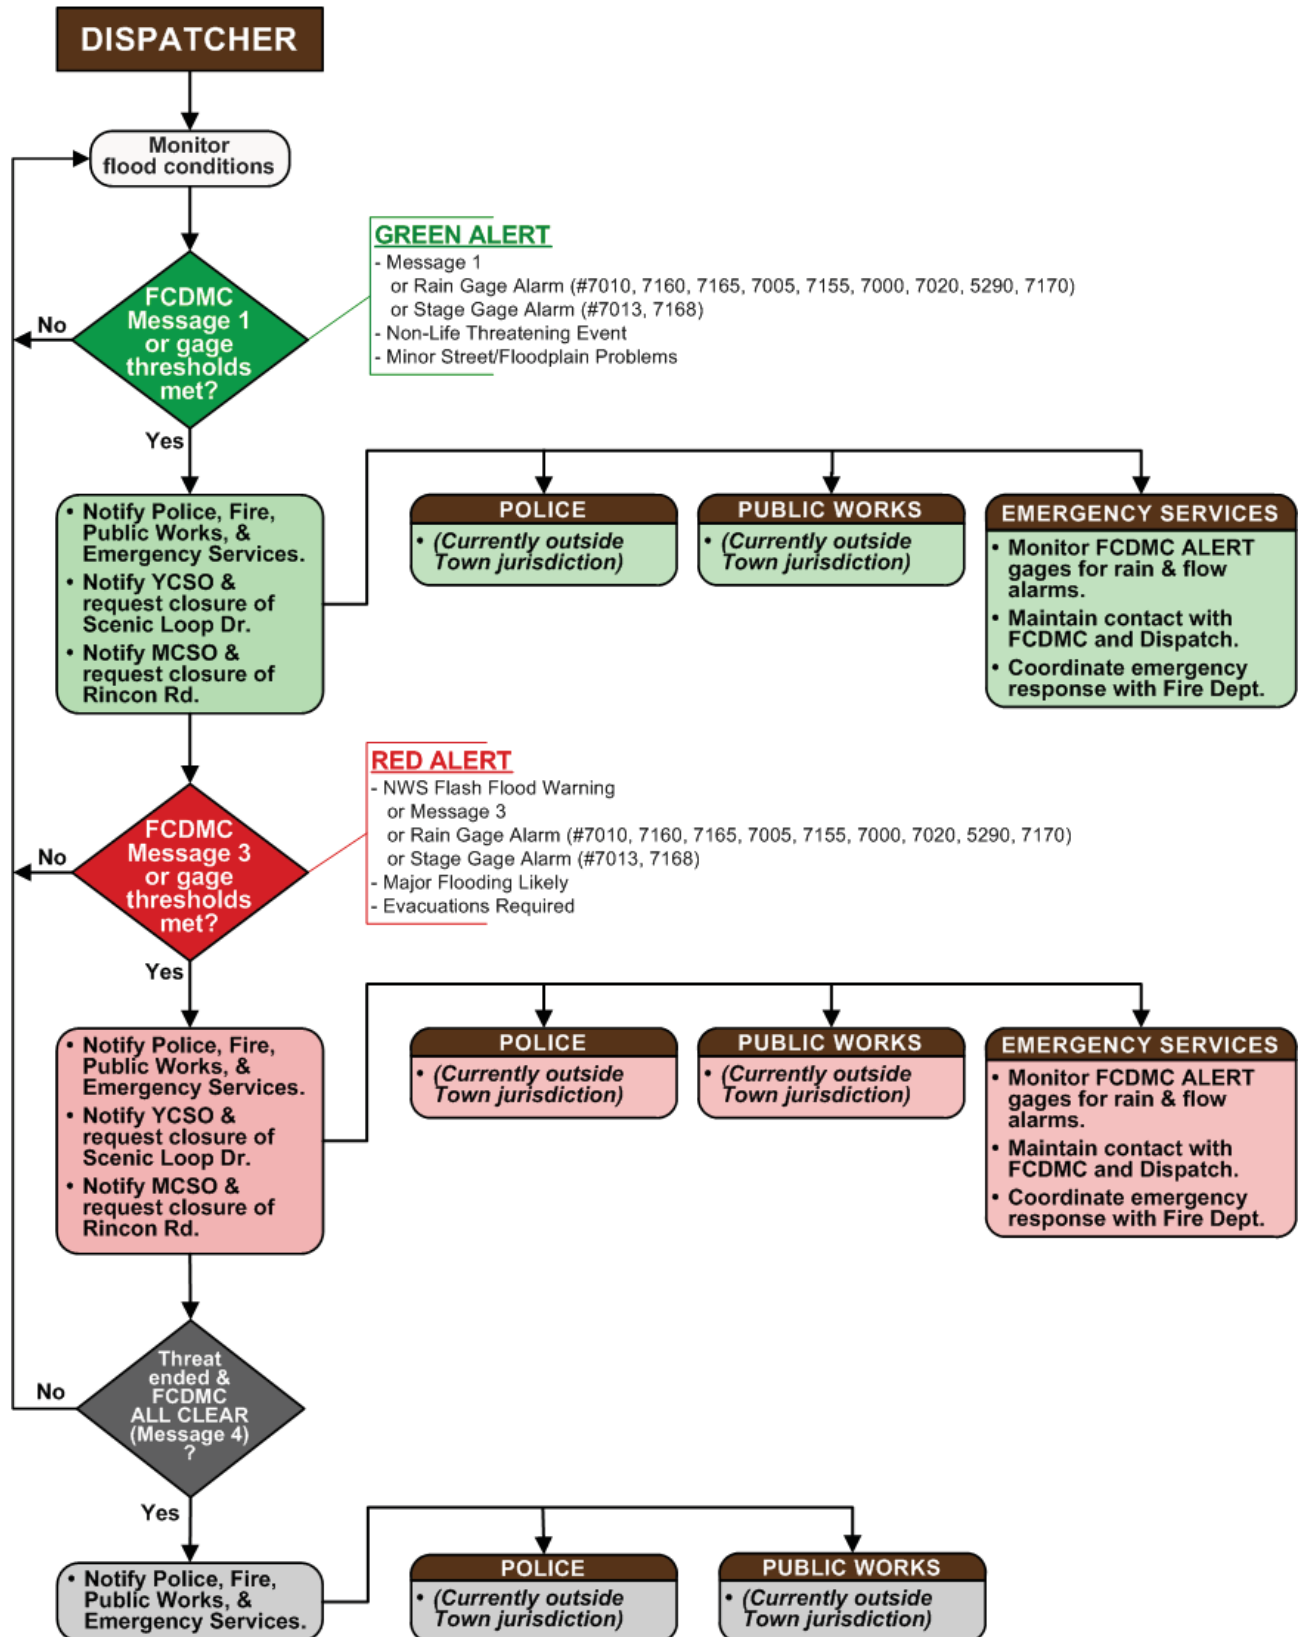 DISPATCHER
Monitor
flood conditions
GREEN ALERT
- Message 1
or Rain Gage Alarm (#7010, 7160, 7165, 7005, 7155, 7000, 7020, 5290, 7170)
or Stage Gage Alarm (#7013, 7168)
- Non-Life Threatening Event
- Minor Street/Floodplain Problems
FCDMC
Message 1
or gage
thresholds
met?
No
Yes
• Notify Police, Fire,
Public Works, &
Emergency Services.
• Notify YCSO &
request closure of
Scenic Loop Dr.
• Notify MCSO &
request closure of
Rincon Rd.
POLICE
• (Currently outside
Town jurisdiction)
PUBLIC WORKS
• (Currently outside
Town jurisdiction)
EMERGENCY SERVICES
• Monitor FCDMC ALERT
gages for rain & flow
alarms.
• Maintain contact with
FCDMC and Dispatch.
• Coordinate emergency
response with Fire Dept.
RED ALERT
- NWS Flash Flood Warning
or Message 3
or Rain Gage Alarm (#7010, 7160, 7165, 7005, 7155, 7000, 7020, 5290, 7170)
or Stage Gage Alarm (#7013, 7168)
- Major Flooding Likely
- Evacuations Required
FCDMC
Message 3
or gage
thresholds
met?
No
Yes
• Notify Police, Fire,
Public Works, &
Emergency Services.
• Notify YCSO &
request closure of
Scenic Loop Dr.
• Notify MCSO &
request closure of
Rincon Rd.
POLICE
• (Currently outside
Town jurisdiction)
PUBLIC WORKS
• (Currently outside
Town jurisdiction)
EMERGENCY SERVICES
• Monitor FCDMC ALERT
gages for rain & flow
alarms.
• Maintain contact with
FCDMC and Dispatch.
• Coordinate emergency
response with Fire Dept.
Threat
ended &
FCDMC
ALL CLEAR
(Message 4)
?
No
Yes
• Notify Police, Fire,
Public Works, &
Emergency Services.
POLICE
• (Currently outside
Town jurisdiction)
PUBLIC WORKS
• (Currently outside
Town jurisdiction)